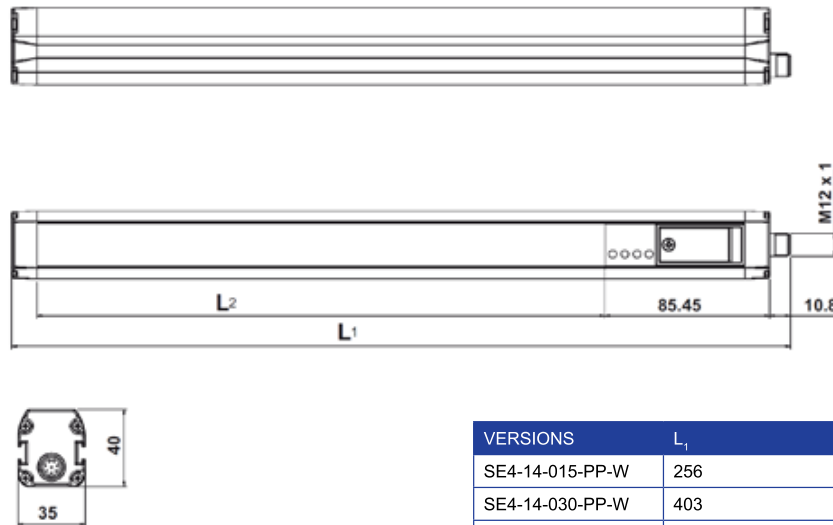 M12 x 1
L2
85.45
10.8
L1
40
35
VERSIONS L1
SE4-14-015-PP-W 256
SE4-14-030-PP-W 403